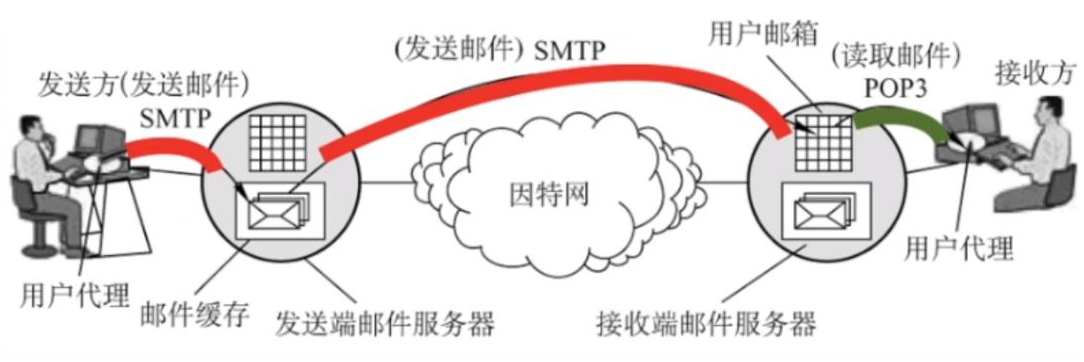 (发送邮件) SMTP
用户邮箱
(读取邮件)
POP3
接收方
发送方(发送邮件)
SMTP
因特网
用户代理
用户代理
邮件缓存
发送端邮件服务器
接收端邮件服务器